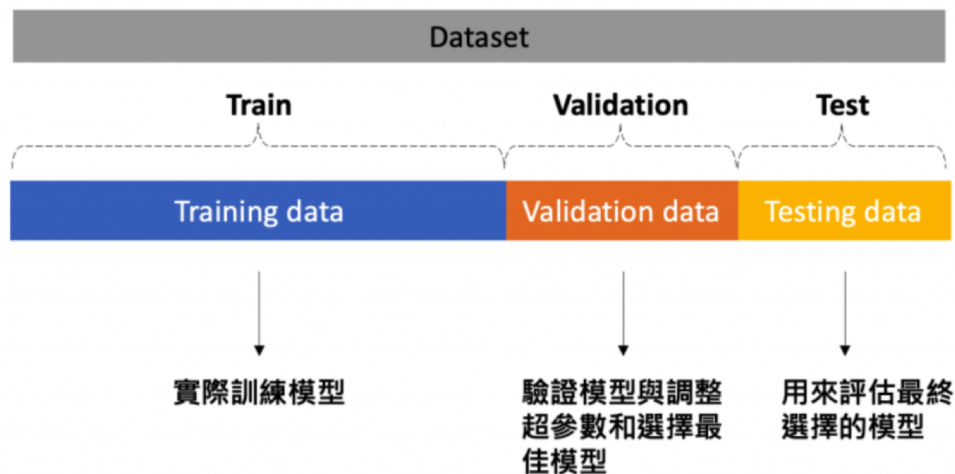 Dataset
Train
Validation
Test
Training data
Validation data
Testing data
實際訓練模型
驗證模型與調整
超參數和選擇最
佳模型
用來評估最終
選擇的模型